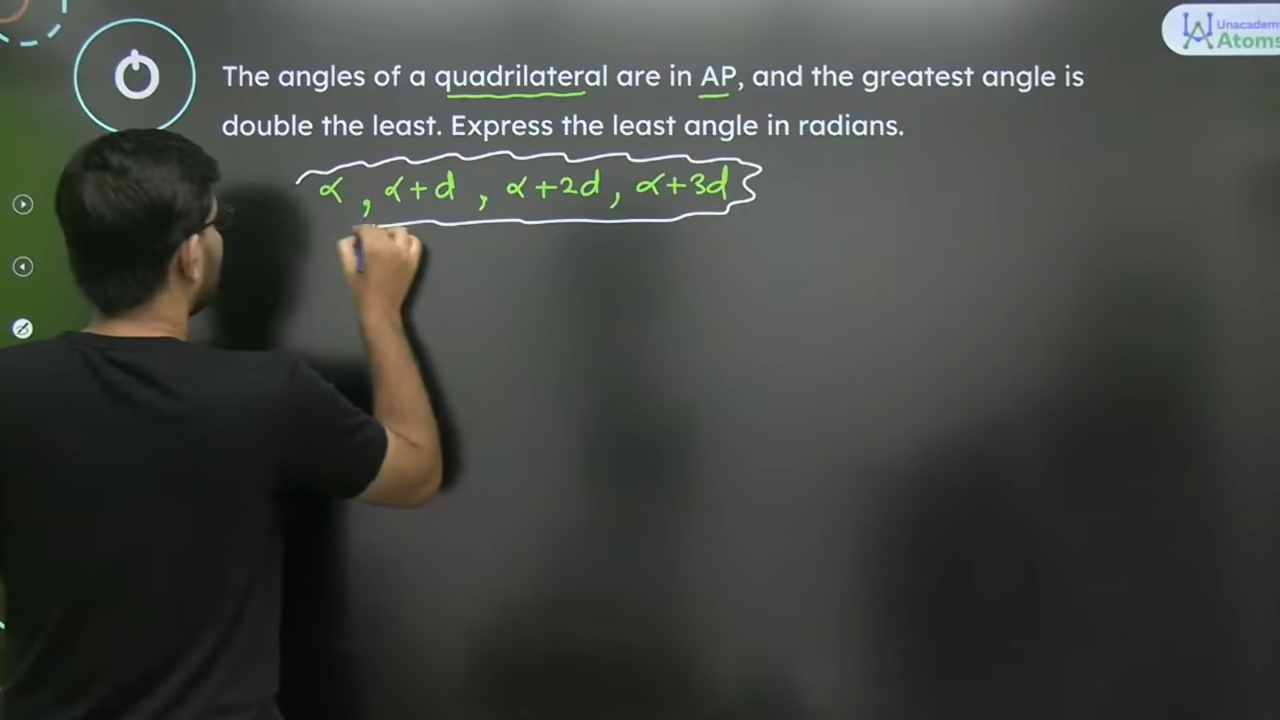 Unacademy
Atoms
The angles of a quadrilateral are in AP, and the greatest angle is
double the least. Express the least angle in radians.
α, α+d, α+2d, α+3d